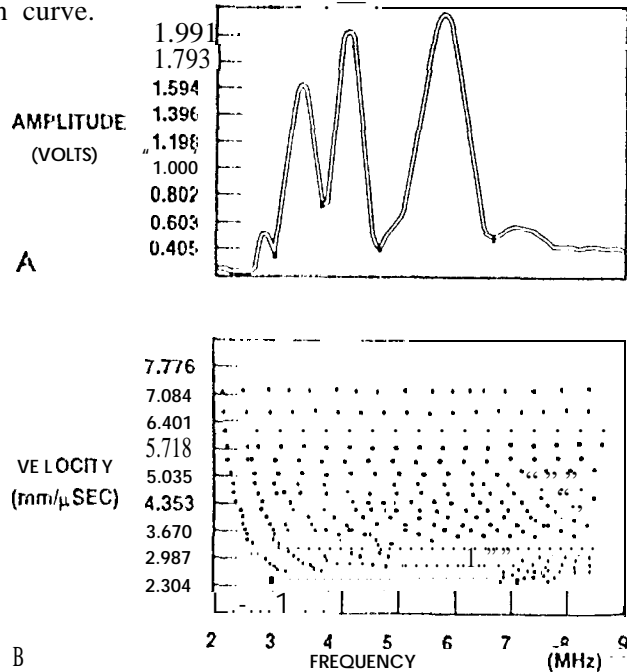 n curve.
1.991
1.793
1.594
1.396
AMPLITUDE
1.198
(VOLTS)
1.000
0.802
0.603
0.405
A
7.776
7.084
6.401
5.718
VELOCITY
5.035
(mm/μSEC)
4.353
3.670
2.987
2.304
2 3 4 5 6 7 8 9
B FREQUENCY (MHz)